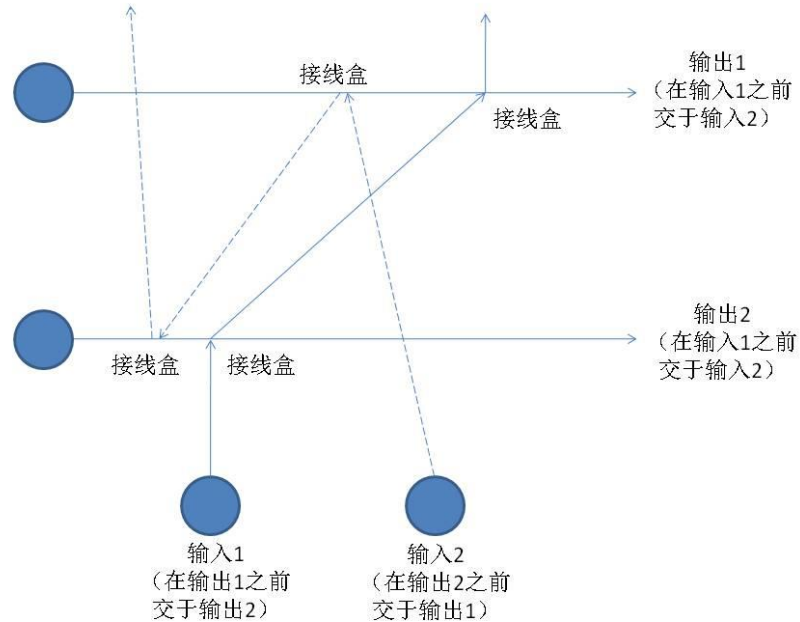 接线盒
接线盒
输出1
（在输入1之前
交于输入2）
接线盒
接线盒
输出2
（在输入1之前
交于输入2）
输入1
（在输出1之前
交于输出2）
输入2
（在输出2之前
交于输出1）